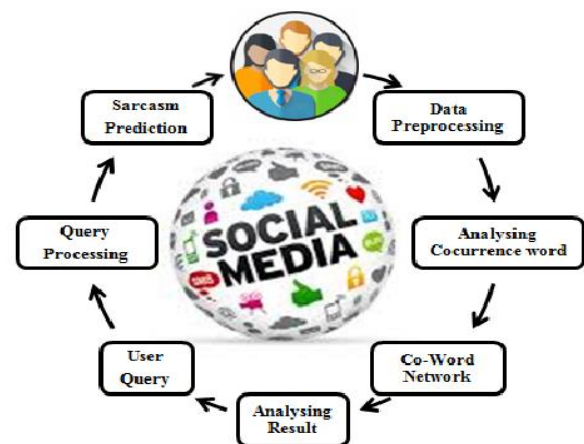 Data
Preprocessing
Analysing
Cocurrence word
Co-Word
Network
Analysing
Result
User
Query
Query
Processing
Sarcasm
Prediction
SOCIAL
MEDIA